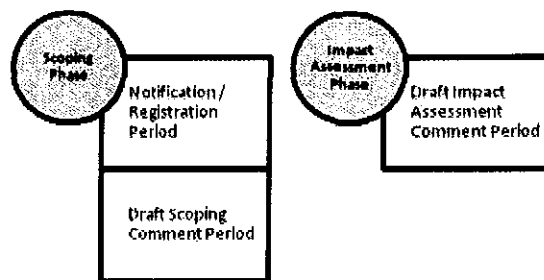 Scoping
Phase
Notification /
Registration
Period
Draft Scoping
Comment Period
Impact
Assessment
Phase
Draft Impact
Assessment
Comment Period